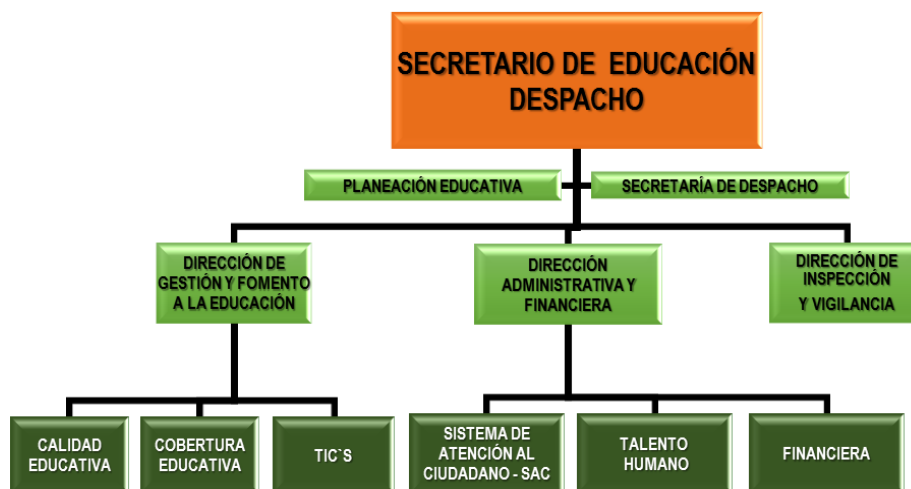 SECRETARIO DE EDUCACIÓN
DESPACHO
PLANEACIÓN EDUCATIVA
SECRETARÍA DE DESPACHO
DIRECCIÓN DE
GESTIÓN Y FOMENTO
A LA EDUCACIÓN
DIRECCIÓN
ADMINISTRATIVA Y
FINANCIERA
DIRECCIÓN DE
INSPECCIÓN
Y VIGILANCIA
CALIDAD
EDUCATIVA
COBERTURA
EDUCATIVA
TIC`S
SISTEMA DE
ATENCIÓN AL
CIUDADANO - SAC
TALENTO
HUMANO
FINANCIERA